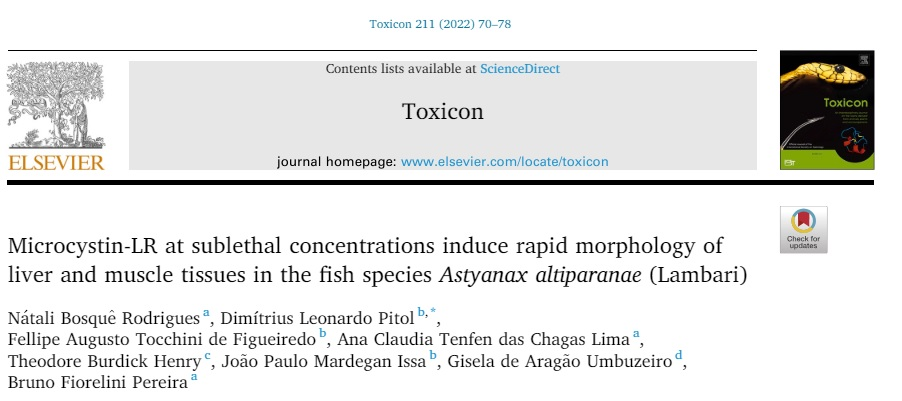 Toxicon 211 (2022) 70–78
Contents lists available at ScienceDirect
Toxicon
journal homepage: www.elsevier.com/locate/toxicon
ELSEVIER
Toxicon
Check for
updates
Microcystin-LR at sublethal concentrations induce rapid morphology of
liver and muscle tissues in the fish species Astyanax altiparanae (Lambari)
Nátali Bosquê Rodrigues a, Dimítrius Leonardo Pitol b,*,
Fellipe Augusto Tocchini de Figueiredo b, Ana Claudia Tenfen das Chagas Lima a,
Theodore Burdick Henry c, João Paulo Mardegan Issa b, Gisela de Aragão Umbuzeiro d,
Bruno Fiorelini Pereira a